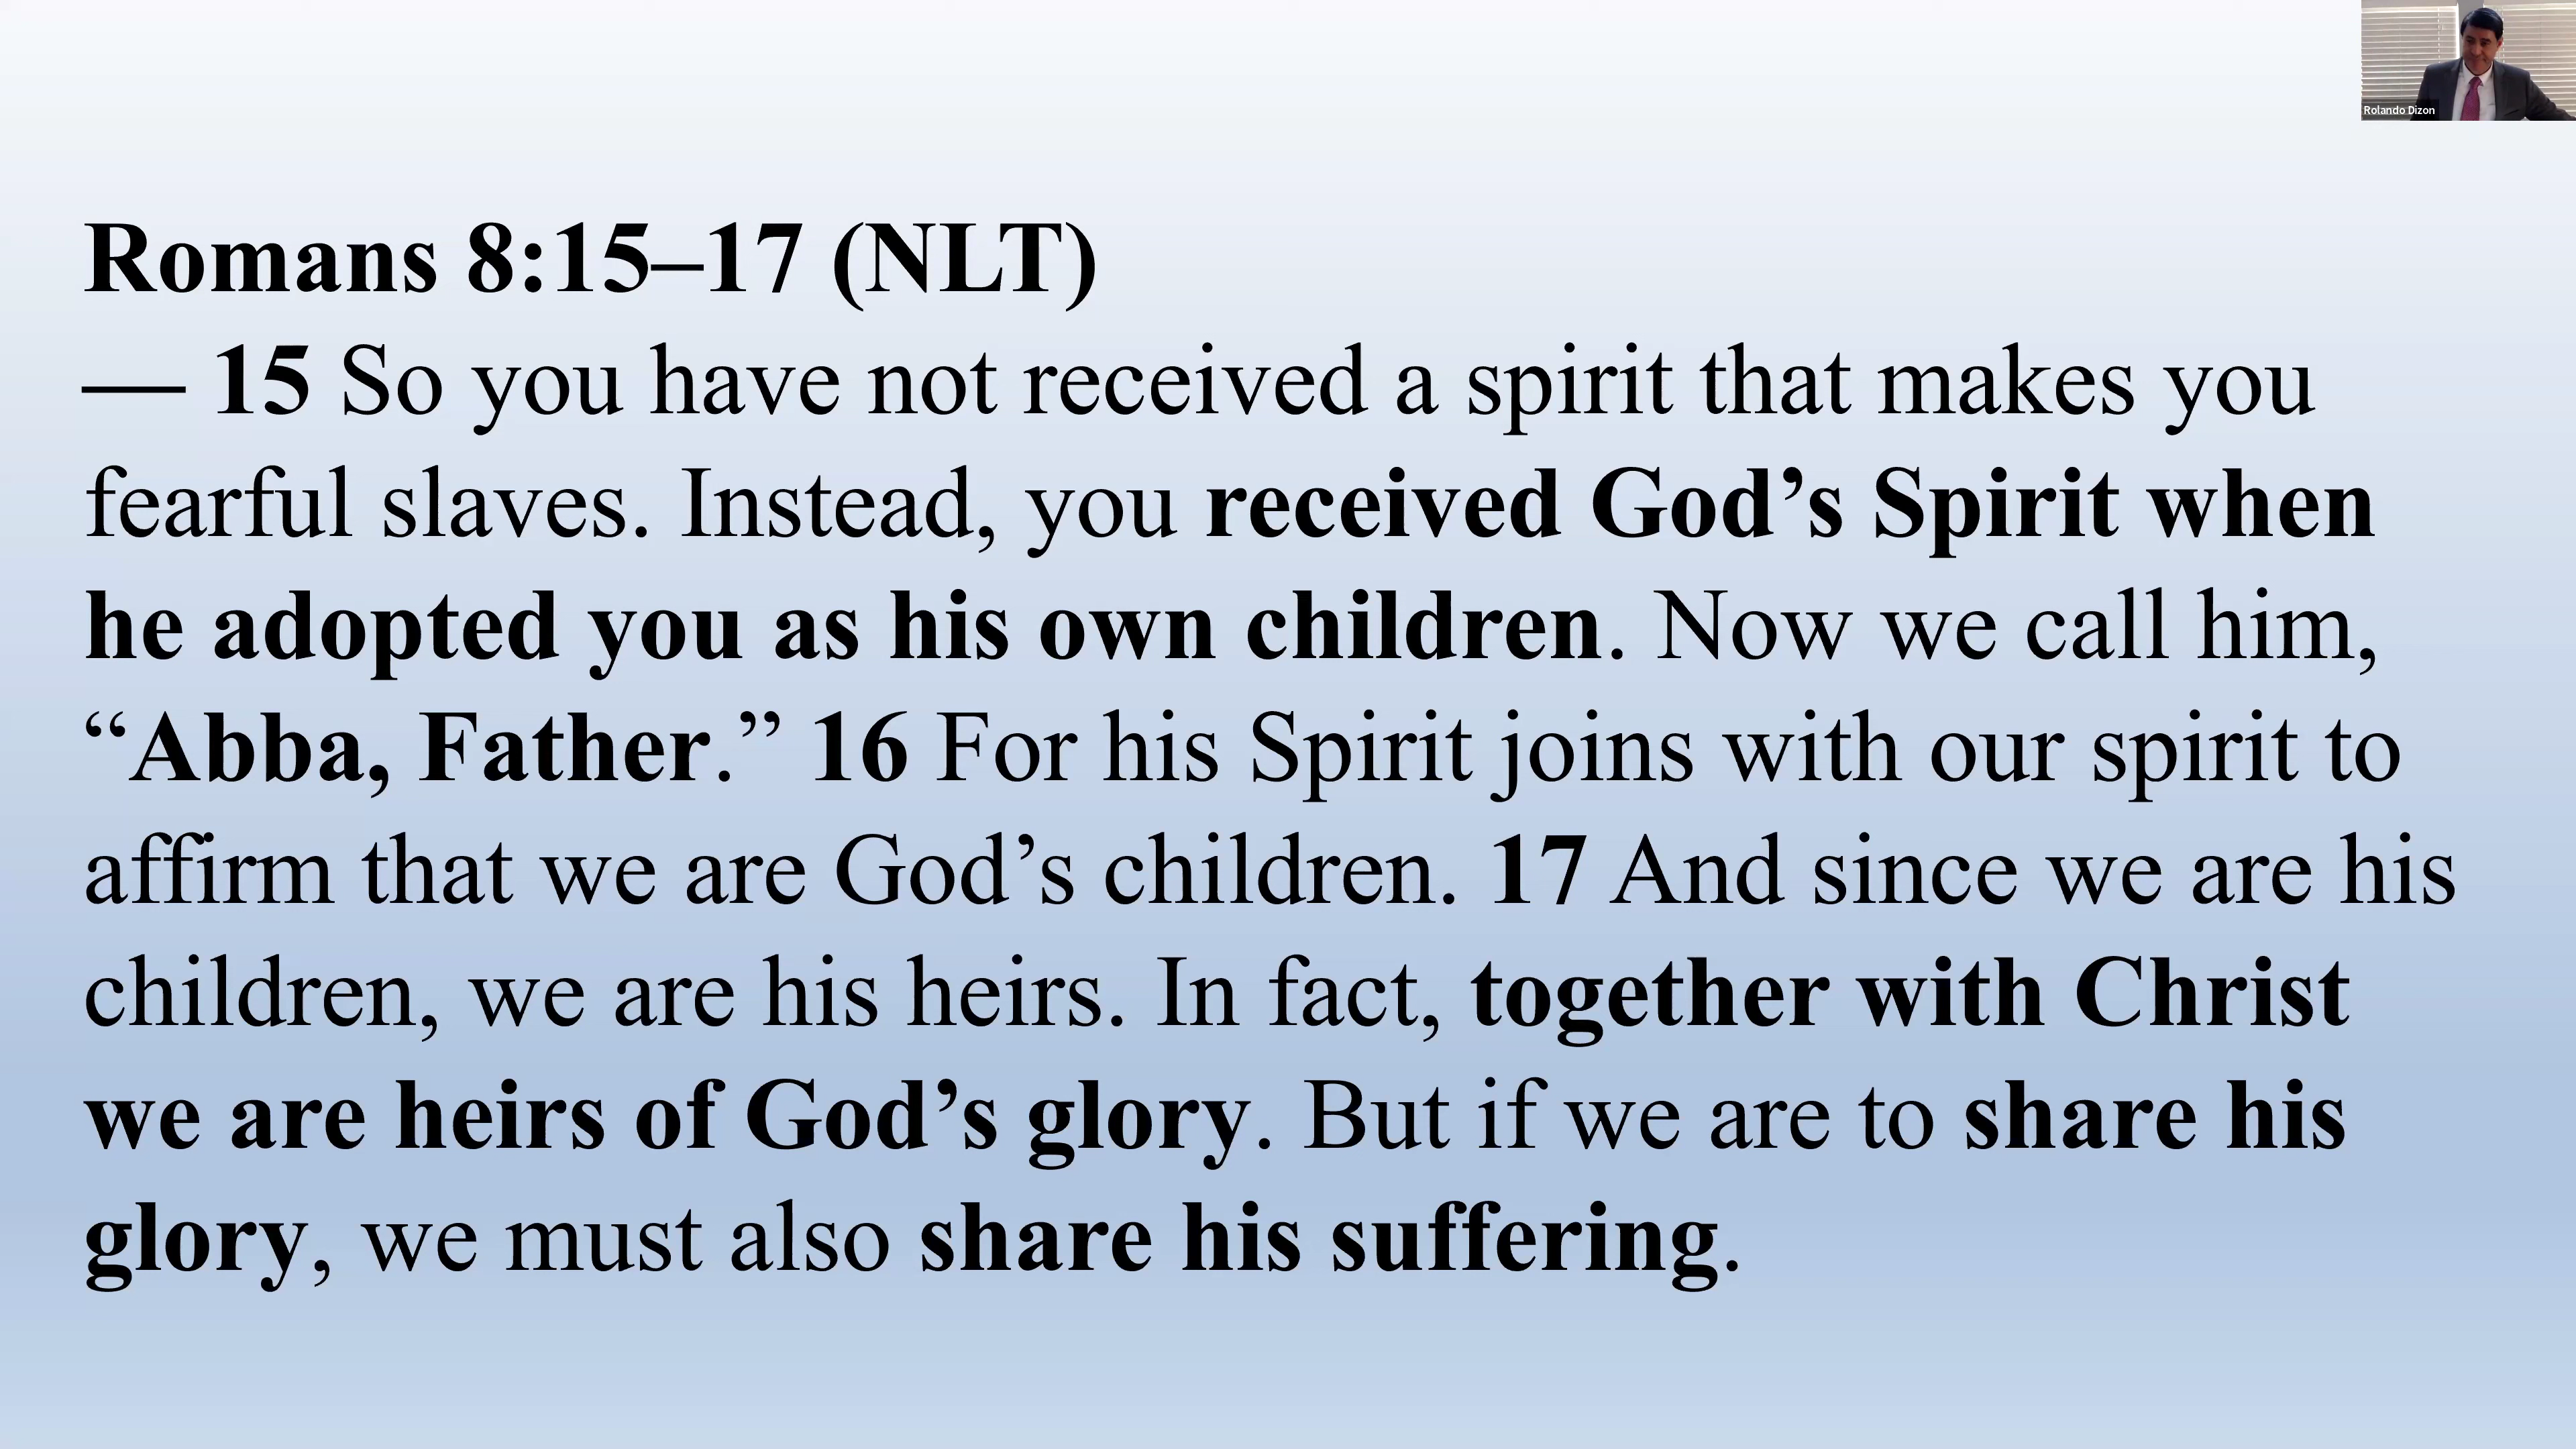 Rolando Dizon
Romans 8:15–17 (NLT)
— 15 So you have not received a spirit that makes you
fearful slaves. Instead, you received God’s Spirit when
he adopted you as his own children. Now we call him,
“Abba, Father.” 16 For his Spirit joins with our spirit to
affirm that we are God’s children. 17 And since we are his
children, we are his heirs. In fact, together with Christ
we are heirs of God’s glory. But if we are to share his
glory, we must also share his suffering.